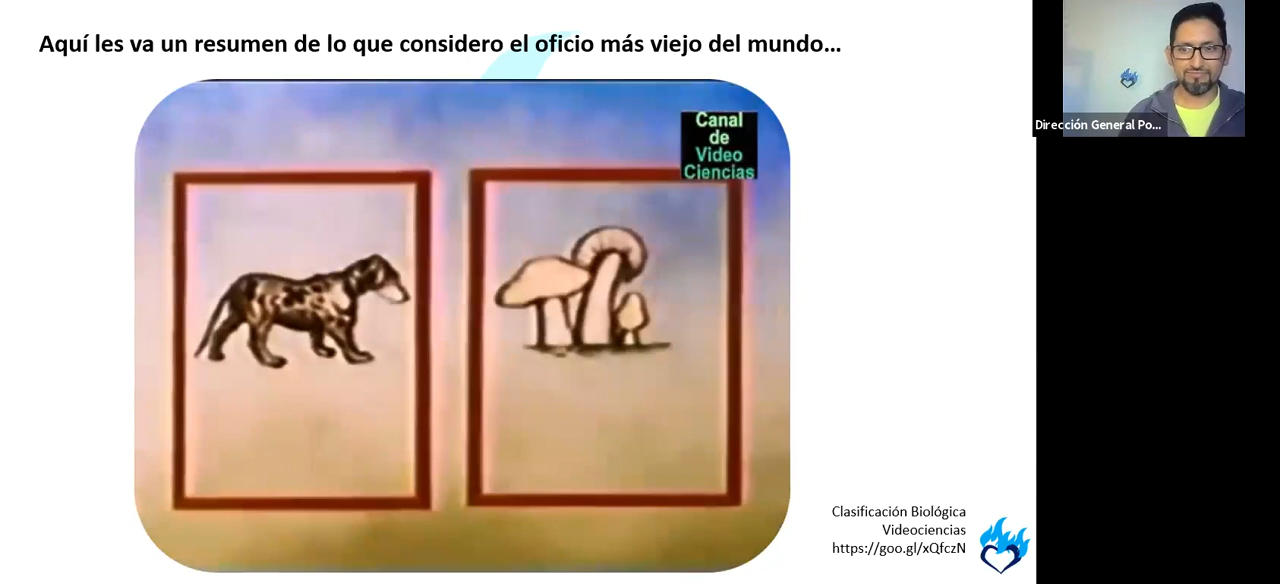 Aquí les va un resumen de lo que considero el oficio más viejo del mundo...
Canal
de
Video
Ciencias
Dirección General Po...
Clasificación Biológica
Videociencias
https://goo.gl/xQfczN